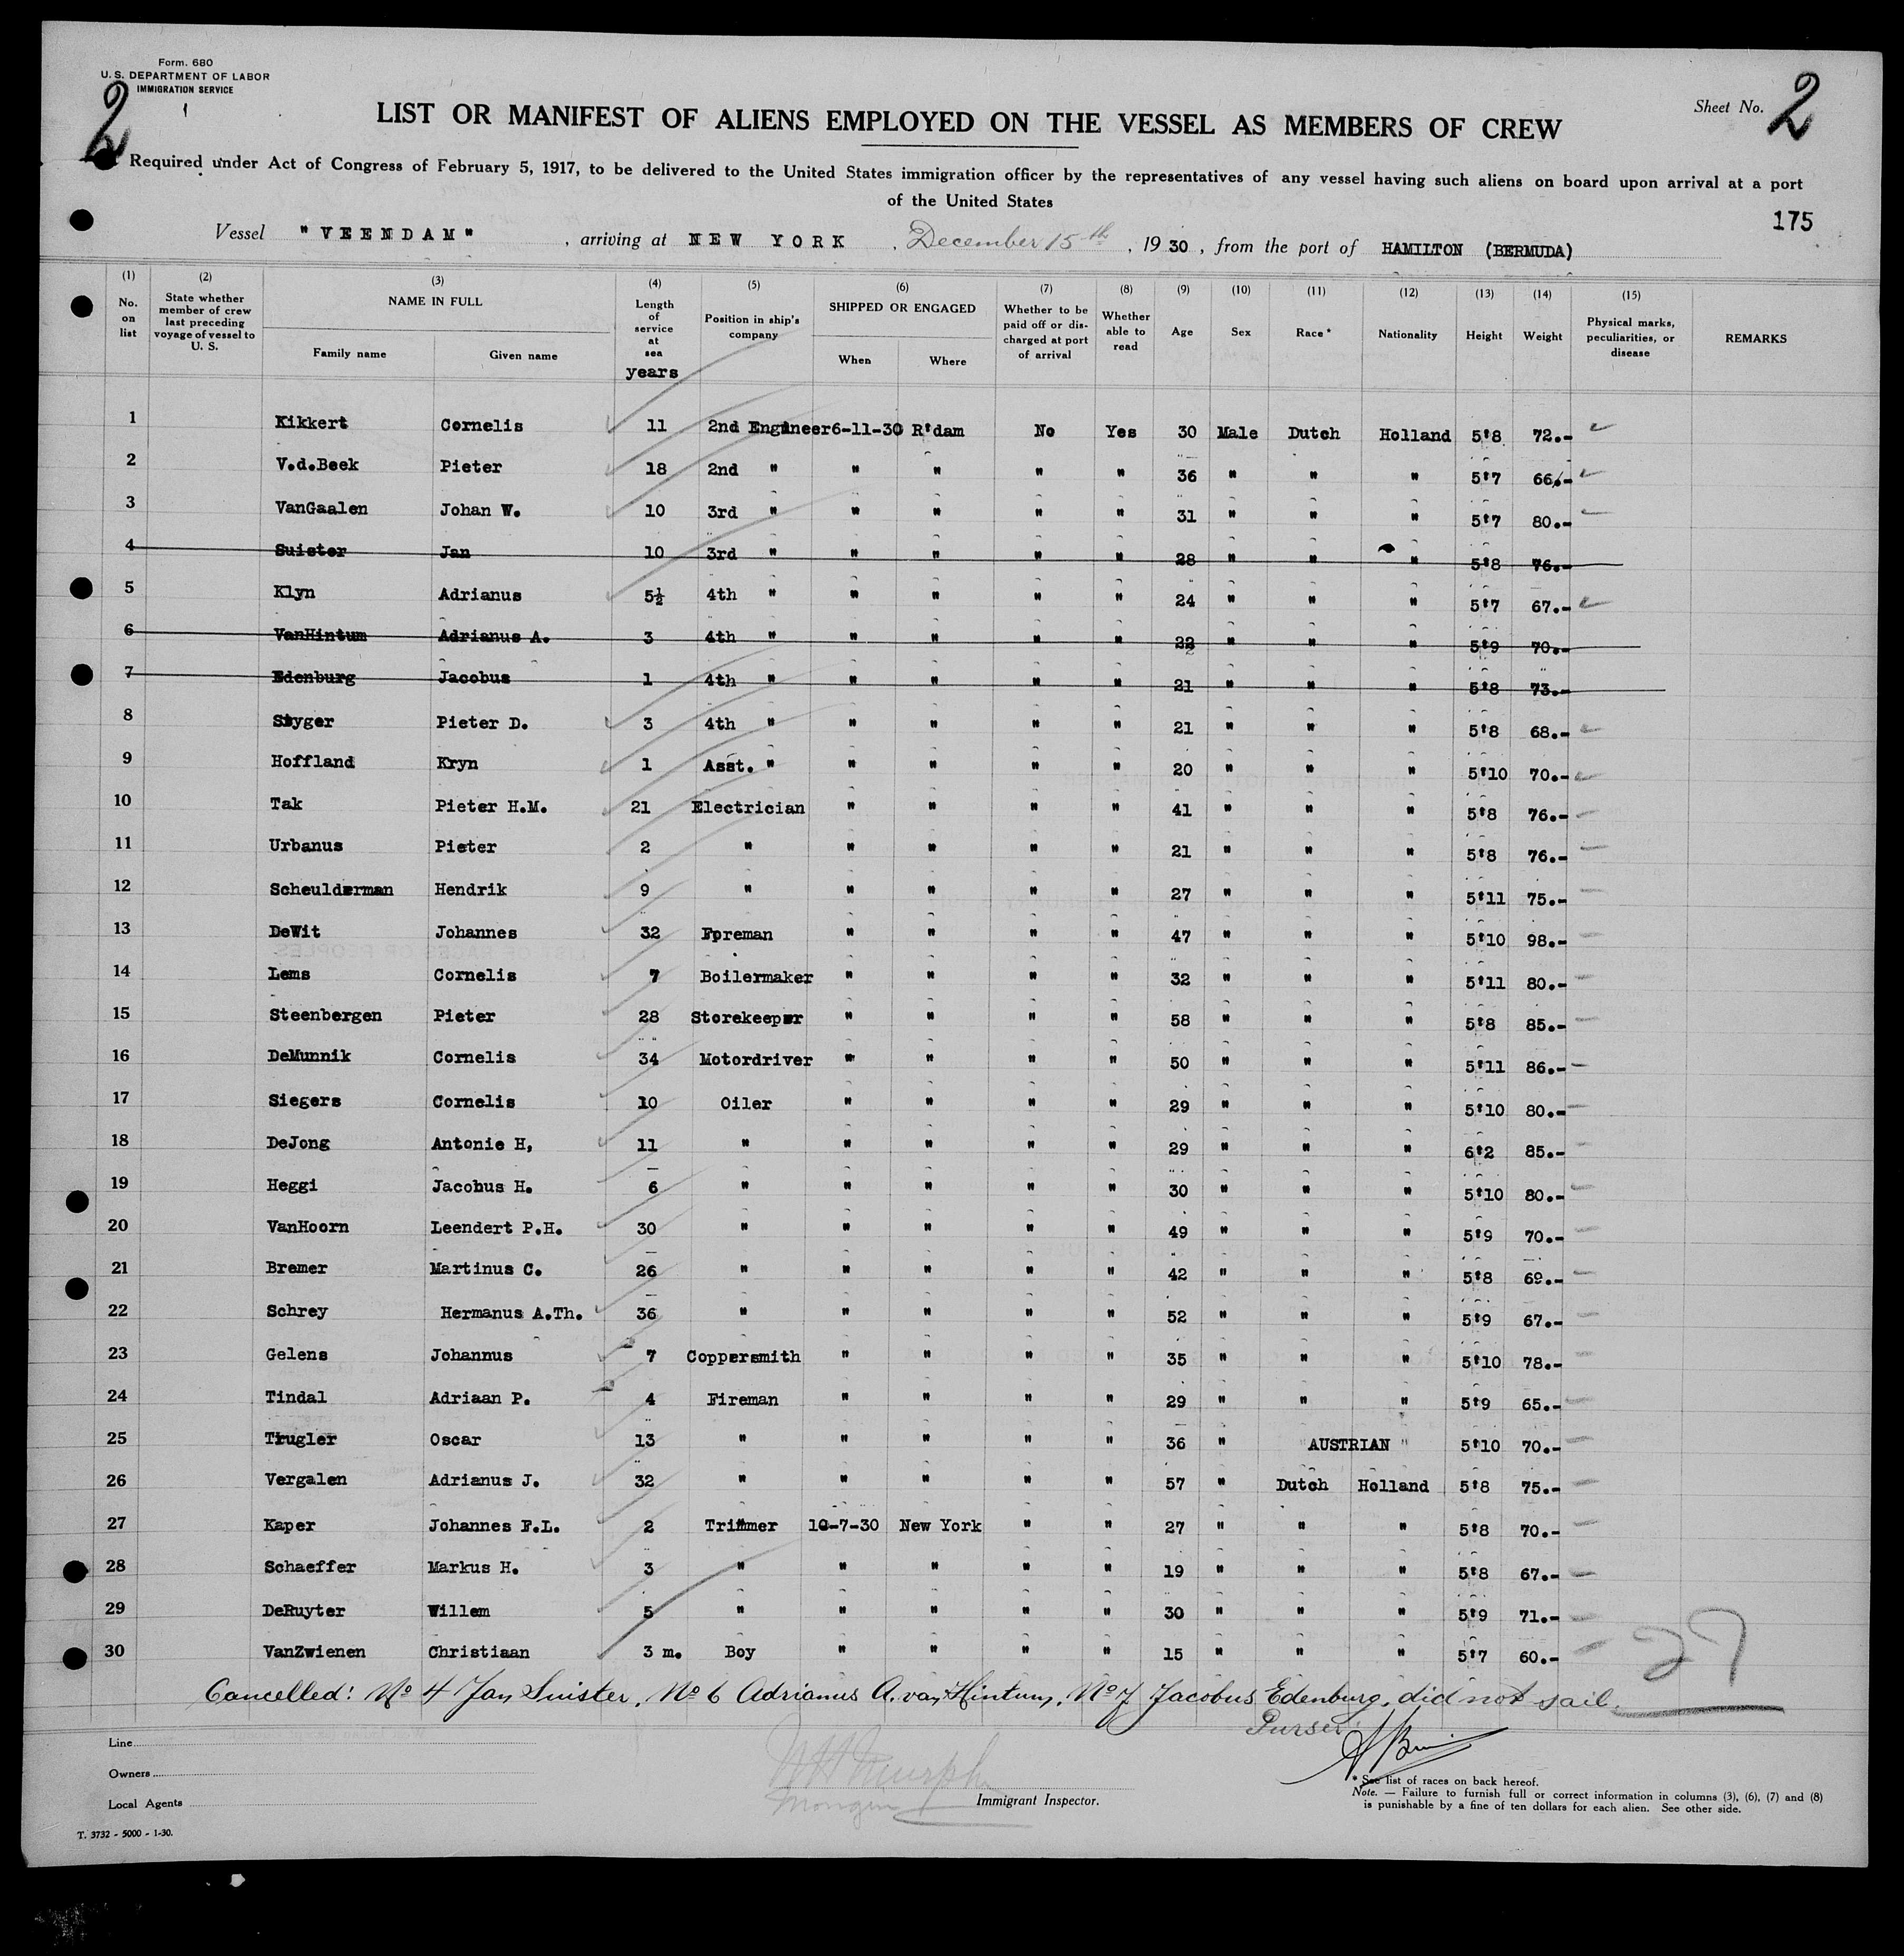 Form. 680
U. S. DEPARTMENT OF LABOR
IMMIGRATION SERVICE
2
Sheet No. 2
LIST OR MANIFEST OF ALIENS EMPLOYED ON THE VESSEL AS MEMBERS OF CREW
Required under Act of Congress of February 5, 1917, to be delivered to the United States immigration officer by the representatives of any vessel having such aliens on board upon arrival at a port
of the United States
175
Vessel "VEENDAM" , arriving at NEW YORK , December 15th , 1930 , from the port of HAMILTON (BERMUDA)
(1) (2) (3) (4) (5) (6) (7) (8) (9) (10) (11) (12) (13) (14) (15)
No. on list | State whether member of crew last preceding voyage of vessel to U. S. | NAME IN FULL Family name Given name | Length of service at sea years | Position in ship's company | SHIPPED OR ENGAGED When Where | Whether to be paid off or discharged at port of arrival | Whether able to read | Age | Sex | Race* | Nationality | Height | Weight | Physical marks, peculiarities, or disease | REMARKS
1 Kikkert Cornelis 11 2nd Engineer 6-11-30 R'dam No Yes 30 Male Dutch Holland 5'8 72.-
2 V.d.Beek Pieter 18 2nd " " " " " 36 " " " 5'7 66.-
3 VanGaalen Johan W. 10 3rd " " " " " 31 " " " 5'7 80.-
4 Suister Jan 10 3rd " " " " " 28 " " " 5'8 76.-
5 Klyn Adrianus 5½ 4th " " " " " 24 " " " 5'7 67.-
6 VanHintum Adrianus A. 3 4th " " " " " 22 " " " 5'9 70.-
7 Edenburg Jacobus 1 4th " " " " " 21 " " " 5'8 73.-
8 Styger Pieter D. 3 4th " " " " " 21 " " " 5'8 68.-
9 Hoffland Kryn 1 Asst. " " " " " 20 " " " 5'10 70.-
10 Tak Pieter H.M. 21 Electrician " " " " 41 " " " 5'8 76.-
11 Urbanus Pieter 2 " " " " " 21 " " " 5'8 76.-
12 Scheulderman Hendrik 9 " " " " " 27 " " " 5'11 75.-
13 DeWit Johannes 32 Foreman " " " " 47 " " " 5'10 98.-
14 Lems Cornelis 7 Boilermaker " " " " 32 " " " 5'11 80.-
15 Steenbergen Pieter 28 Storekeeper " " " " 58 " " " 5'8 85.-
16 DeMunnik Cornelis 34 Motordriver " " " " 50 " " " 5'11 86.-
17 Siegers Cornelis 10 Oiler " " " " 29 " " " 5'10 80.-
18 DeJong Antonie H, 11 " " " " " 29 " " " 6'2 85.-
19 Heggi Jacobus H. 6 " " " " " 30 " " " 5'10 80.-
20 VanHoorn Leendert P.H. 30 " " " " " 49 " " " 5'9 70.-
21 Bremer Martinus C. 26 " " " " " 42 " " " 5'8 69.-
22 Schrey Hermanus A.Th. 36 " " " " " 52 " " " 5'9 67.-
23 Gelens Johannus 7 Coppersmith " " " " 35 " " " 5'10 78.-
24 Tindal Adriaan P. 4 Fireman " " " " 29 " " " 5'9 65.-
25 Trugler Oscar 13 " " " " " 36 " AUSTRIAN " 5'10 70.-
26 Vergalen Adrianus J. 32 " " " " " 57 " Dutch Holland 5'8 75.-
27 Kaper Johannes F.L. 2 Trimmer 10-7-30 New York " " 27 " " " 5'8 70.-
28 Schaeffer Markus H. 3 " " " " " 19 " " " 5'8 67.-
29 DeRuyter Willem 5 " " " " " 30 " " " 5'9 71.-
30 VanZwienen Christiaan 3 m. Boy " " " " 15 " " " 5'7 60.-
27
Cancelled: No 4 Jan Suister, No 6 Adrianus A. van Hintum, No 7 Jacobus Edenburg, did not sail.
Purser:
Line
Owners
Local Agents
Immigrant Inspector.
* See list of races on back hereof.
Note. — Failure to furnish full or correct information in columns (3), (6), (7) and (8)
is punishable by a fine of ten dollars for each alien. See other side.
T. 3732 - 5000 - 1-30.